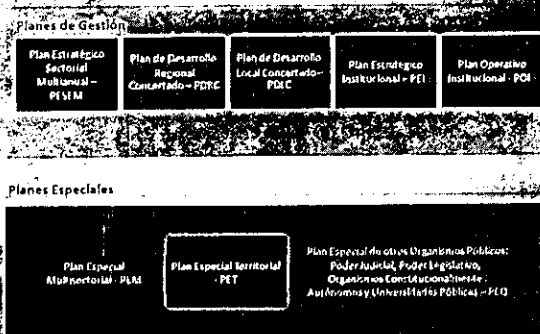 Planes de Gestión
Plan Estratégico
Sectorial
Multianual –
PESEM
Plan de Desarrollo
Regional
Concertado – PDRC
Plan de Desarrollo
Local Concertado –
PDLC
Plan Estratégico
Institucional – PEI
Plan Operativo
Institucional - POI
Planes Especiales
Plan Especial
Multisectorial - PEM
Plan Especial Territorial
- PET
Plan Especial de otros Organismos Públicos:
Poder Judicial, Poder Legislativo,
Organismos Constitucionalmente
Autónomos y Universidades Públicas – PEO